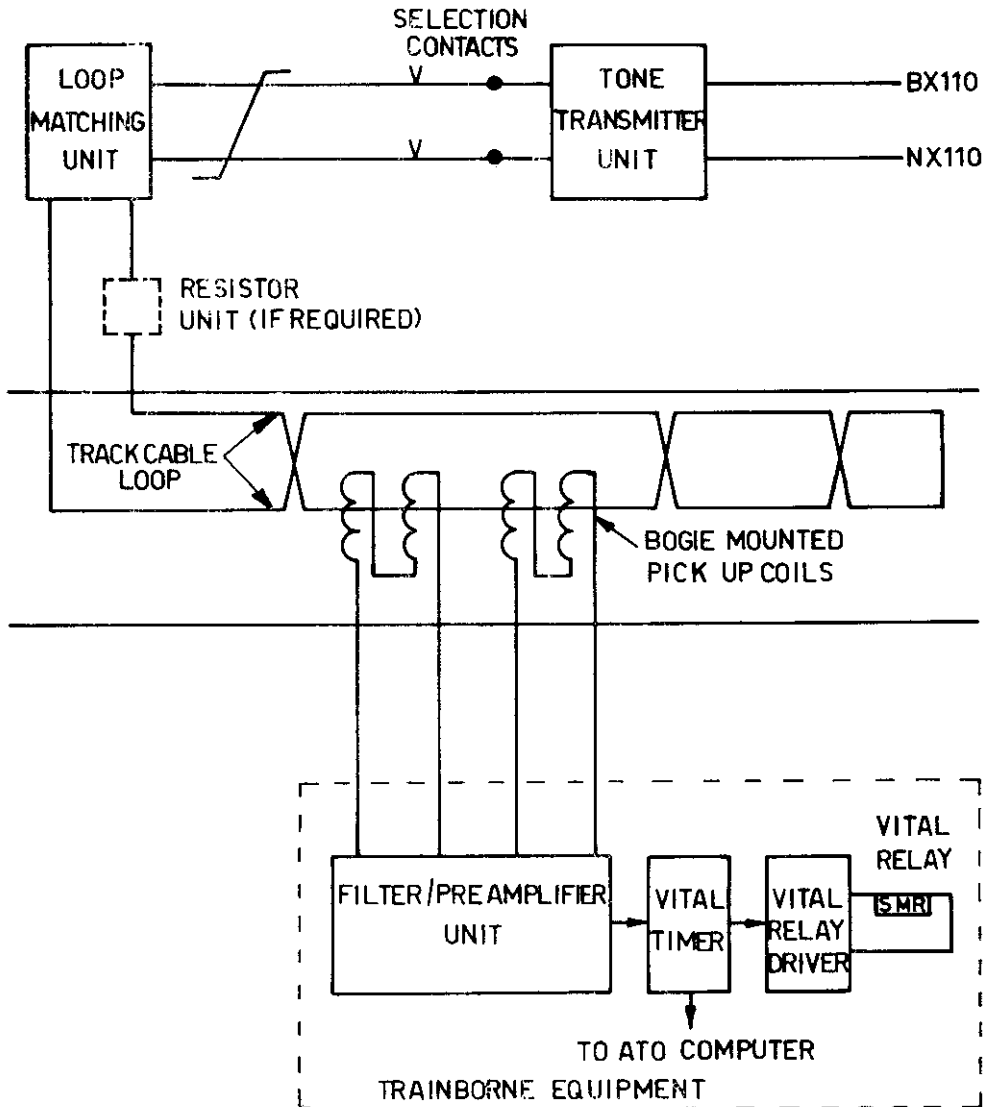 SELECTION
CONTACTS
LOOP
MATCHING
UNIT
TONE
TRANSMITTER
UNIT
BX110
NX110
RESISTOR
UNIT (IF REQUIRED)
TRACK CABLE
LOOP
BOGIE MOUNTED
PICK UP COILS
VITAL
RELAY
FILTER/PREAMPLIFIER
UNIT
VITAL
TIMER
VITAL
RELAY
DRIVER
SMR
TO ATO COMPUTER
TRAINBORNE EQUIPMENT